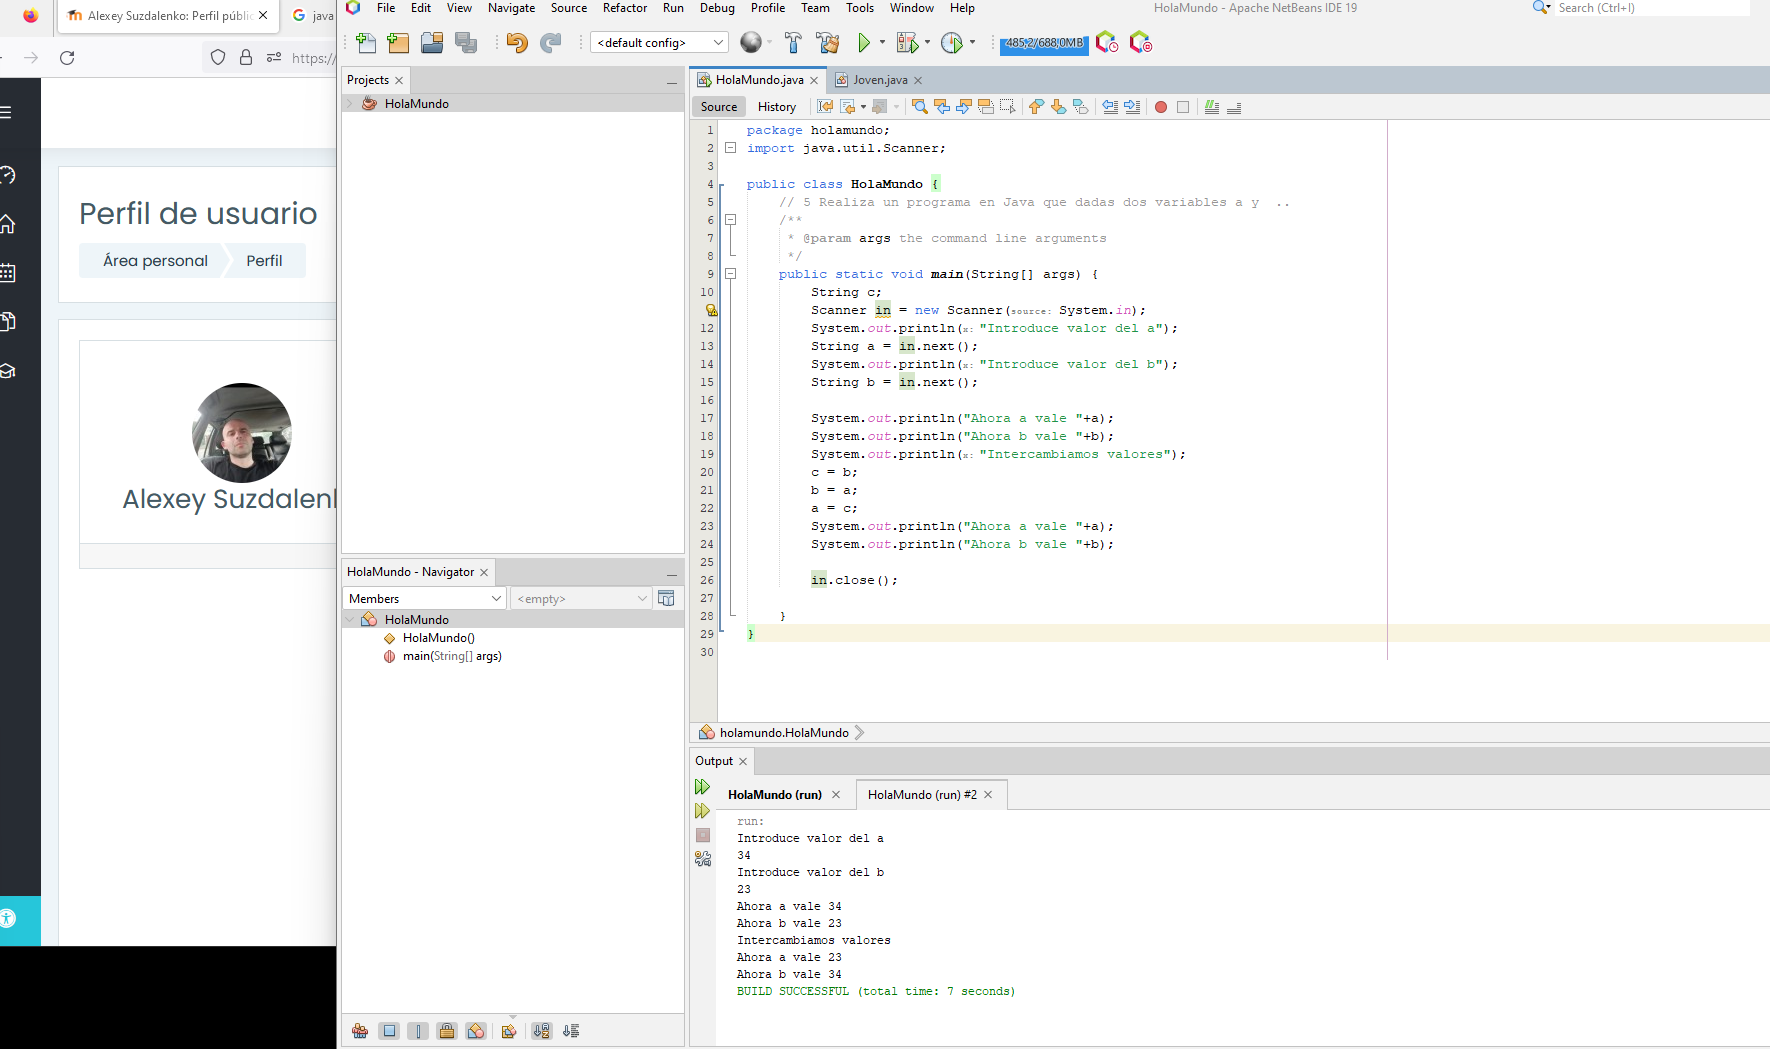 Alexey Suzdalenko: Perfil públic
java
https://
Perfil de usuario
Área personal
Perfil
Alexey Suzdalenk
File Edit View Navigate Source Refactor Run Debug Profile Team Tools Window Help
HolaMundo - Apache NetBeans IDE 19
Search (Ctrl+I)
<default config>
485,2/688,0MB
Projects
HolaMundo
HolaMundo.java
Joven.java
Source
History
1 package holamundo;
2 import java.util.Scanner;
3
4 public class HolaMundo {
5 // 5 Realiza un programa en Java que dadas dos variables a y ..
6 /**
7 * @param args the command line arguments
8 */
9 public static void main(String[] args) {
10 String c;
Scanner in = new Scanner(source: System.in);
12 System.out.println(x: "Introduce valor del a");
13 String a = in.next();
14 System.out.println(x: "Introduce valor del b");
15 String b = in.next();
16
17 System.out.println("Ahora a vale "+a);
18 System.out.println("Ahora b vale "+b);
19 System.out.println(x: "Intercambiamos valores");
20 c = b;
21 b = a;
22 a = c;
23 System.out.println("Ahora a vale "+a);
24 System.out.println("Ahora b vale "+b);
25
26 in.close();
27
28 }
29 }
30
holamundo.HolaMundo
HolaMundo - Navigator
Members
<empty>
HolaMundo
HolaMundo()
main(String[] args)
Output
HolaMundo (run)
HolaMundo (run) #2
run:
Introduce valor del a
34
Introduce valor del b
23
Ahora a vale 34
Ahora b vale 23
Intercambiamos valores
Ahora a vale 23
Ahora b vale 34
BUILD SUCCESSFUL (total time: 7 seconds)